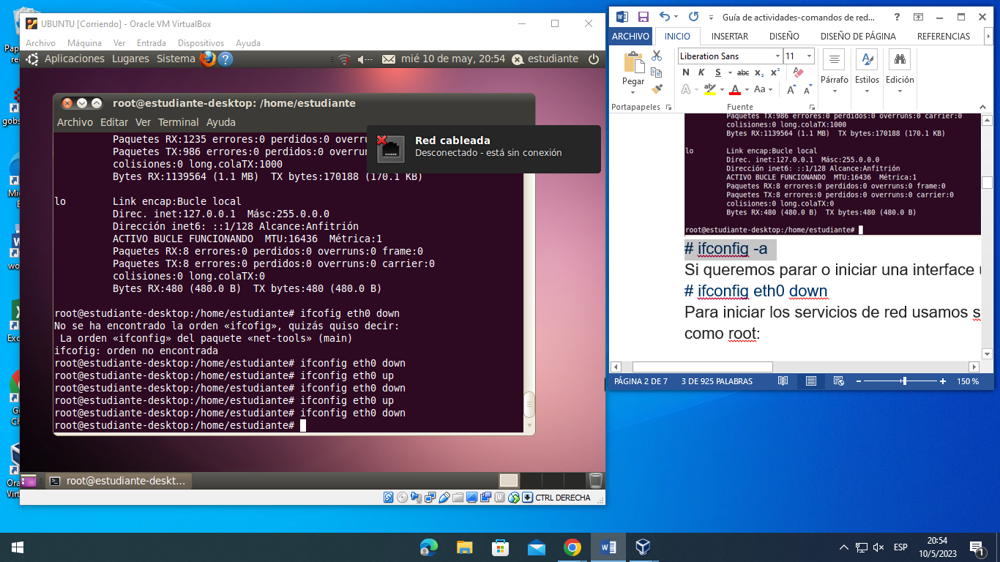 UBUNTU [Corriendo] - Oracle VM VirtualBox
Archivo Máquina Ver Entrada Dispositivos Ayuda
Aplicaciones Lugares Sistema
mié 10 de may, 20:54 estudiante
root@estudiante-desktop: /home/estudiante
Archivo Editar Ver Terminal Ayuda
Paquetes RX:1235 errores:0 perdidos:0
Paquetes TX:986 errores:0 perdidos:0
colisiones:0 long.colaTX:1000
Bytes RX:1139564 (1.1 MB) TX bytes:170188 (170.1 KB)
lo Link encap:Bucle local
Direc. inet:127.0.0.1 Másc:255.0.0.0
Dirección inet6: ::1/128 Alcance:Anfitrión
ACTIVO BUCLE FUNCIONANDO MTU:16436 Métrica:1
Paquetes RX:8 errores:0 perdidos:0 overruns:0 frame:0
Paquetes TX:8 errores:0 perdidos:0 overruns:0 carrier:0
colisiones:0 long.colaTX:0
Bytes RX:480 (480.0 B) TX bytes:480 (480.0 B)
root@estudiante-desktop:/home/estudiante# ifcofig eth0 down
No se ha encontrado la orden «ifcofig», quizás quiso decir:
La orden «ifconfig» del paquete «net-tools» (main)
ifcofig: orden no encontrada
root@estudiante-desktop:/home/estudiante# ifconfig eth0 down
root@estudiante-desktop:/home/estudiante# ifconfig eth0 up
root@estudiante-desktop:/home/estudiante# ifconfig eth0 down
root@estudiante-desktop:/home/estudiante# ifconfig eth0 up
root@estudiante-desktop:/home/estudiante# ifconfig eth0 down
root@estudiante-desktop:/home/estudiante#
Red cableada
Desconectado - está sin conexión
root@estudiante-deskt...
CTRL DERECHA
Guía de actividades-comandos de red...
ARCHIVO INICIO INSERTAR DISEÑO DISEÑO DE PÁGINA REFERENCIAS
Liberation Sans 11
Pegar
N K S abc x₂ x²
A aby A Aa A A
Párrafo Estilos Edición
Portapapeles Fuente
Paquetes TX:986 errores:0 perdidos:0 overruns:0 carrier:0
colisiones:0 long.colaTX:1000
Bytes RX:1139564 (1.1 MB) TX bytes:170188 (170.1 KB)
lo Link encap:Bucle local
Direc. inet:127.0.0.1 Másc:255.0.0.0
Dirección inet6: ::1/128 Alcance:Anfitrión
ACTIVO BUCLE FUNCIONANDO MTU:16436 Métrica:1
Paquetes RX:8 errores:0 perdidos:0 overruns:0 frame:0
Paquetes TX:8 errores:0 perdidos:0 overruns:0 carrier:0
colisiones:0 long.colaTX:0
Bytes RX:480 (480.0 B) TX bytes:480 (480.0 B)
root@estudiante-desktop:/home/estudiante#
# ifconfig -a
Si queremos parar o iniciar una interface
# ifconfig eth0 down
Para iniciar los servicios de red usamos
como root:
PÁGINA 2 DE 7 3 DE 925 PALABRAS 150 %
ESP
20:54
10/5/2023
1